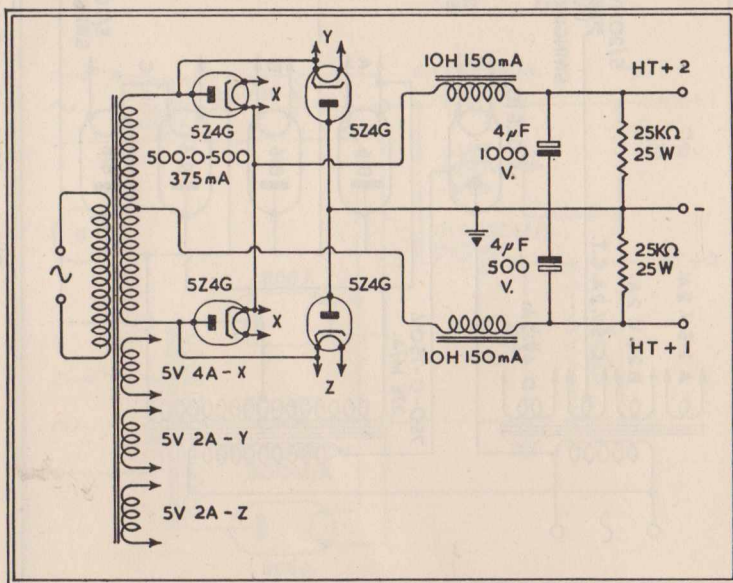 Y
10H 150mA
HT+2
X
5Z4G
5Z4G
500-0-500
375mA
4μF
1000
V.
25KΩ
25W
-
4μF
500
V.
25KΩ
25W
5Z4G
5Z4G
X
10H 150mA
HT+1
Z
5V 4A-X
5V 2A-Y
5V 2A-Z